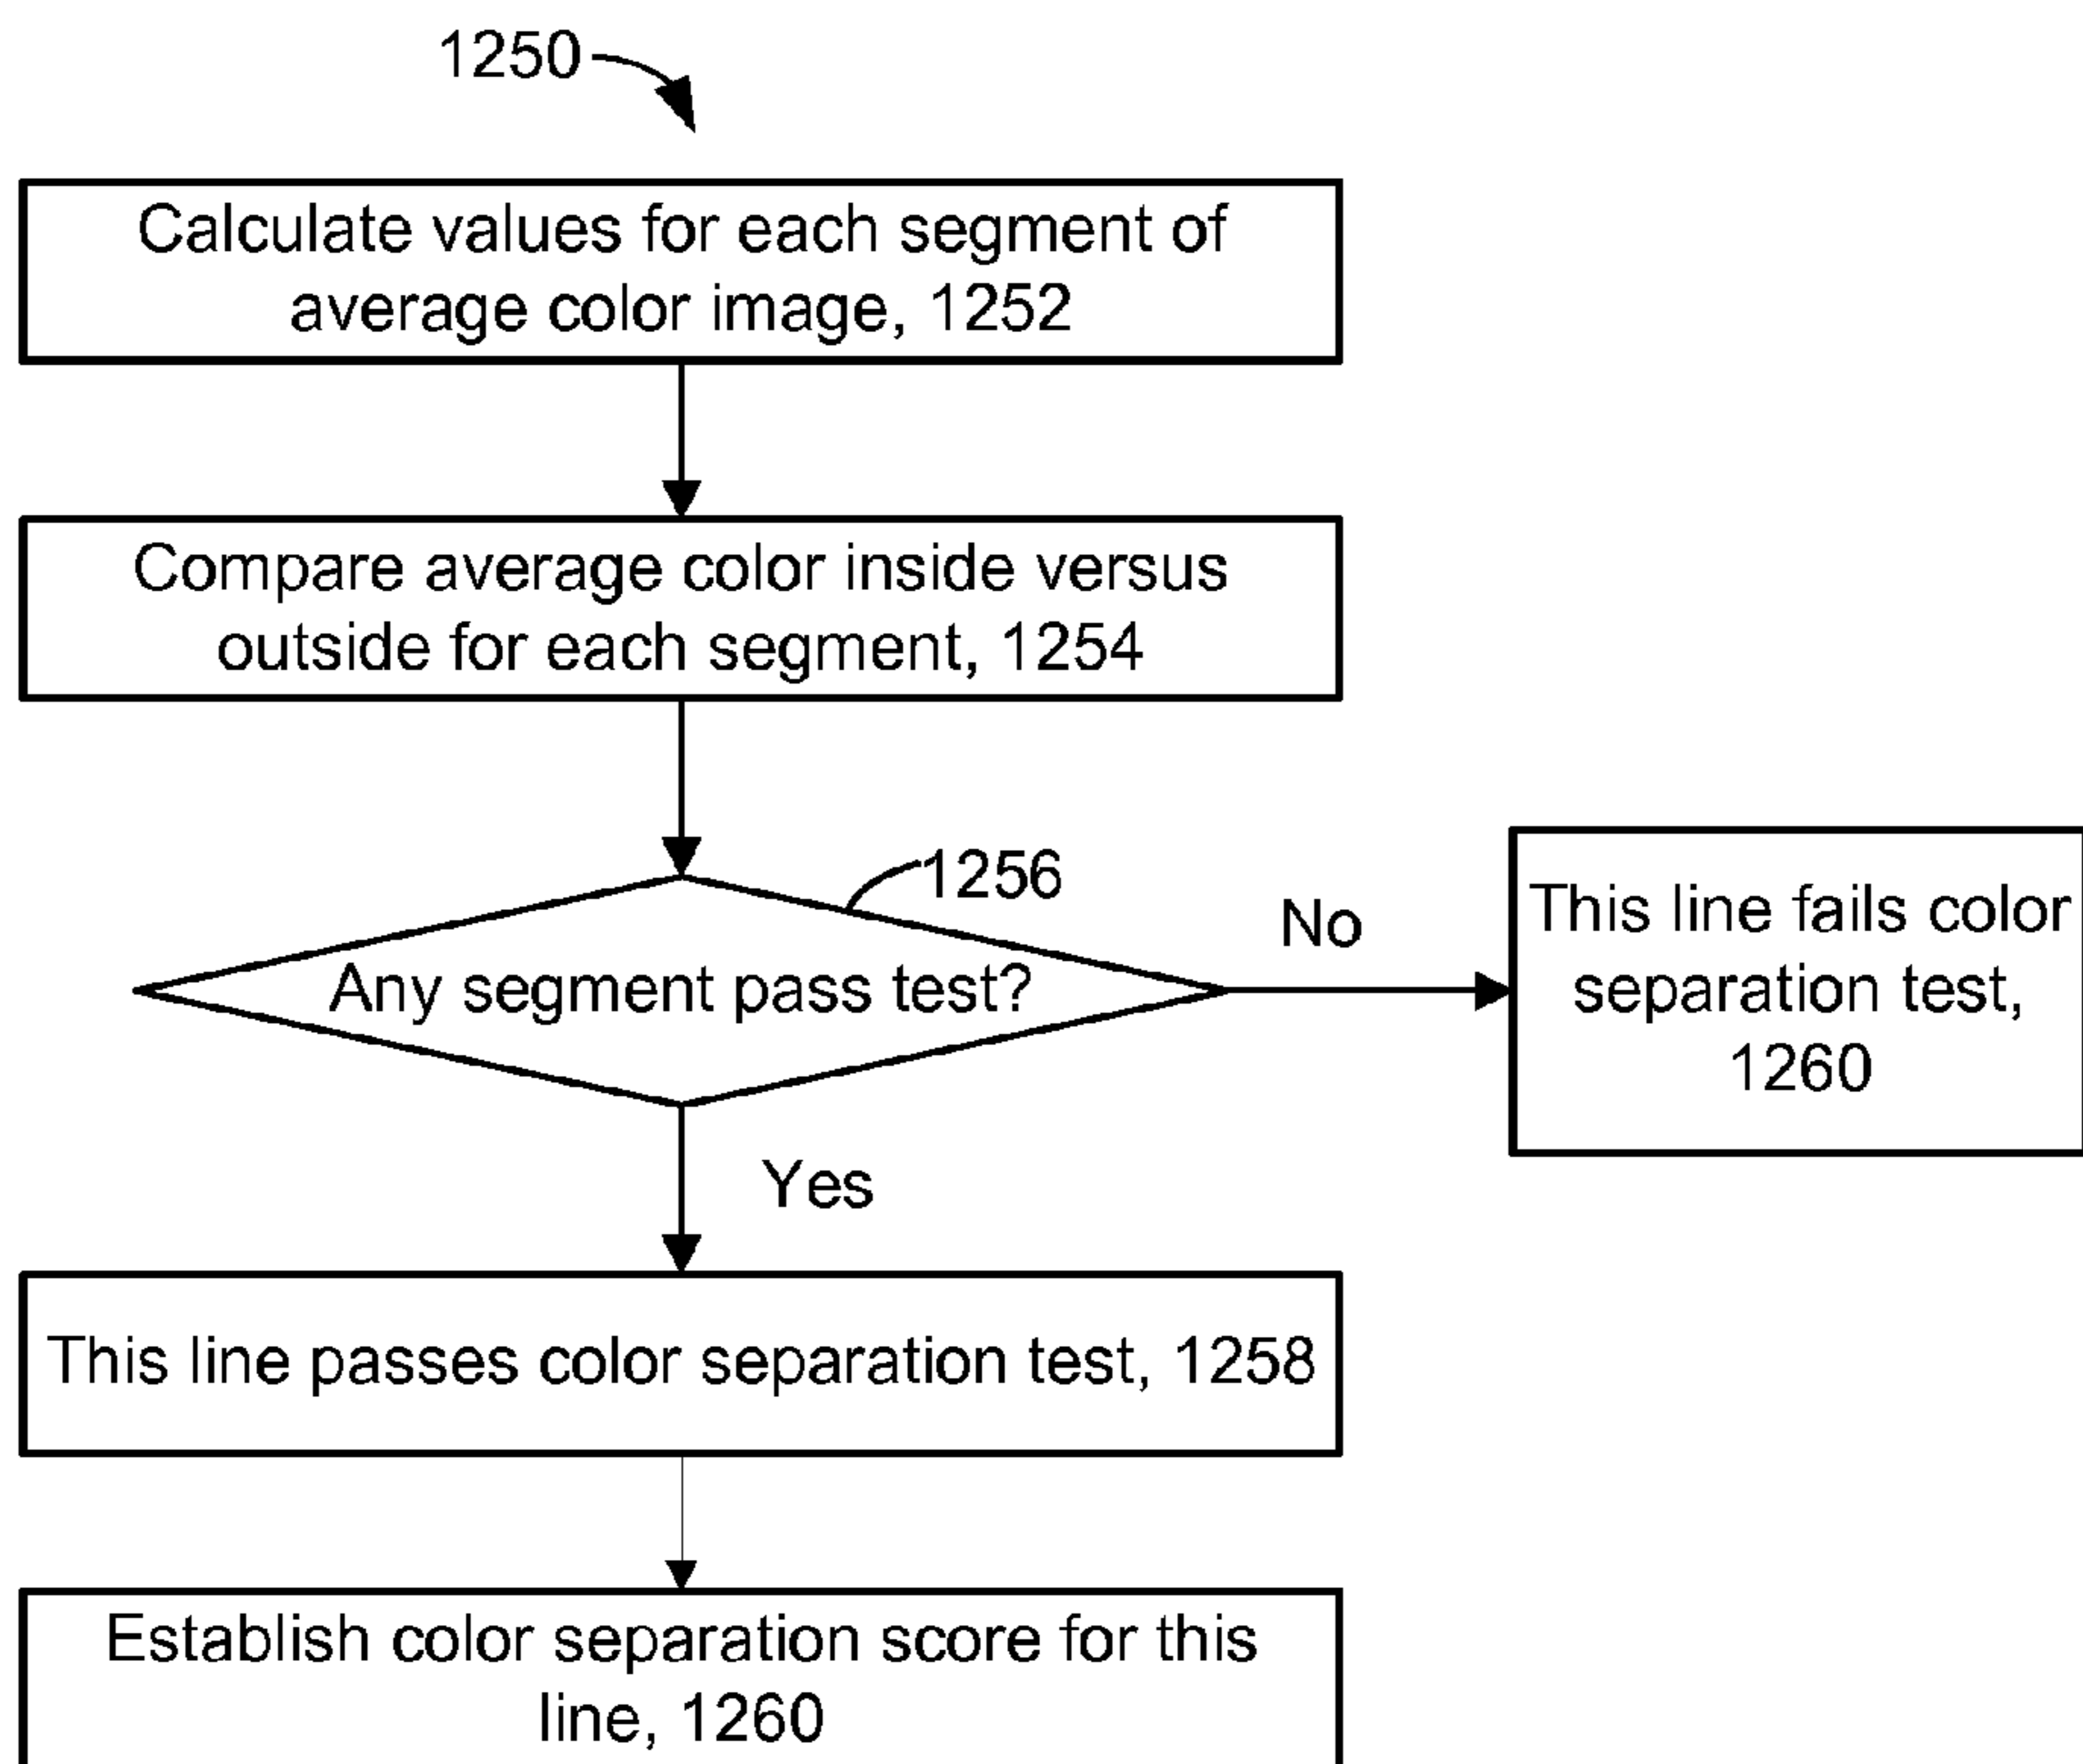 1250
Calculate values for each segment of
average color image, 1252
Compare average color inside versus
outside for each segment, 1254
1256
Any segment pass test?
No
This line fails color
separation test,
1260
Yes
This line passes color separation test, 1258
Establish color separation score for this
line, 1260